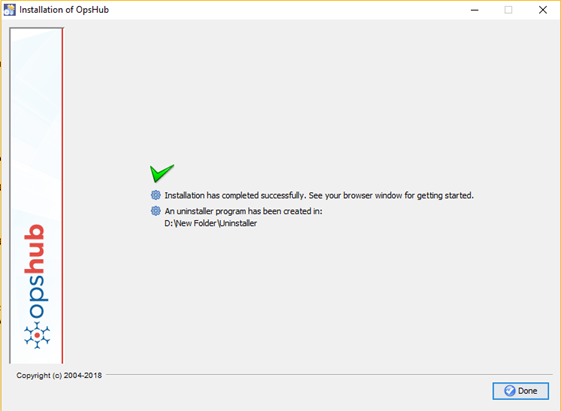 Installation of OpsHub
Installation has completed successfully. See your browser window for getting started.
An uninstaller program has been created in:
D:\New Folder\Uninstaller
opshub
Copyright (c) 2004-2018
Done